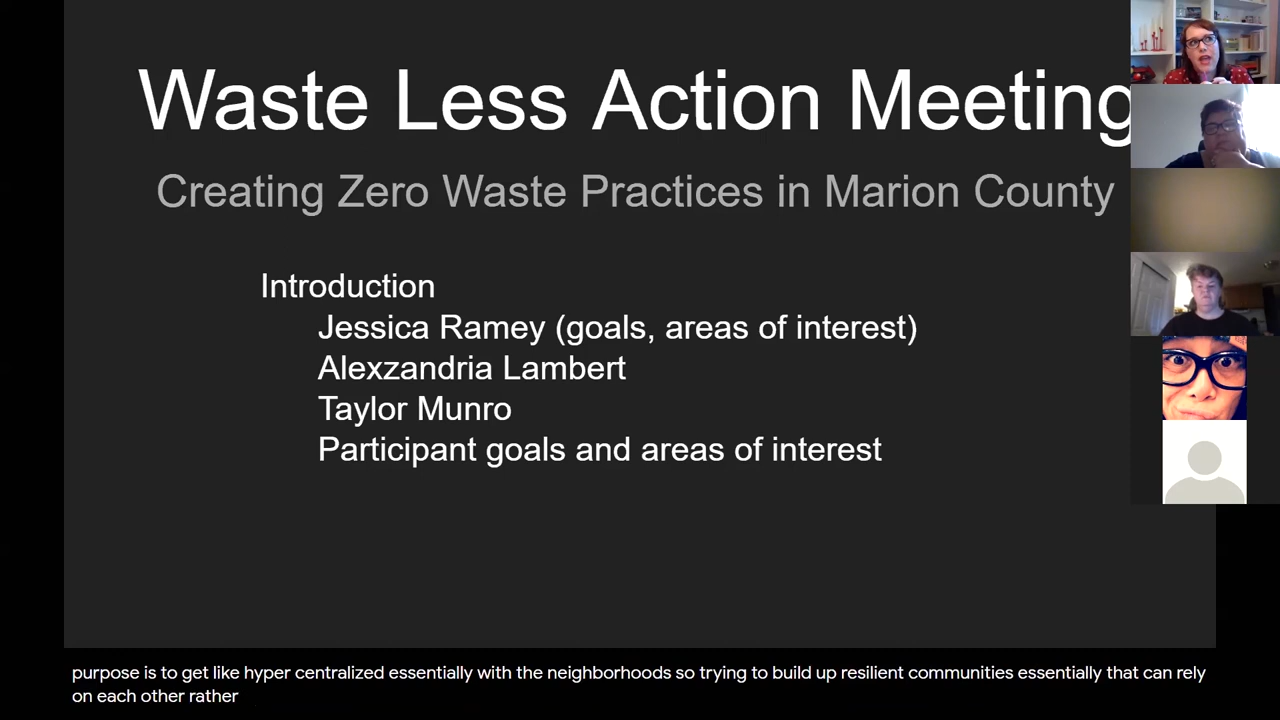 Waste Less Action Meeting
Creating Zero Waste Practices in Marion County
Introduction
Jessica Ramey (goals, areas of interest)
Alexzandria Lambert
Taylor Munro
Participant goals and areas of interest
purpose is to get like hyper centralized essentially with the neighborhoods so trying to build up resilient communities essentially that can rely
on each other rather